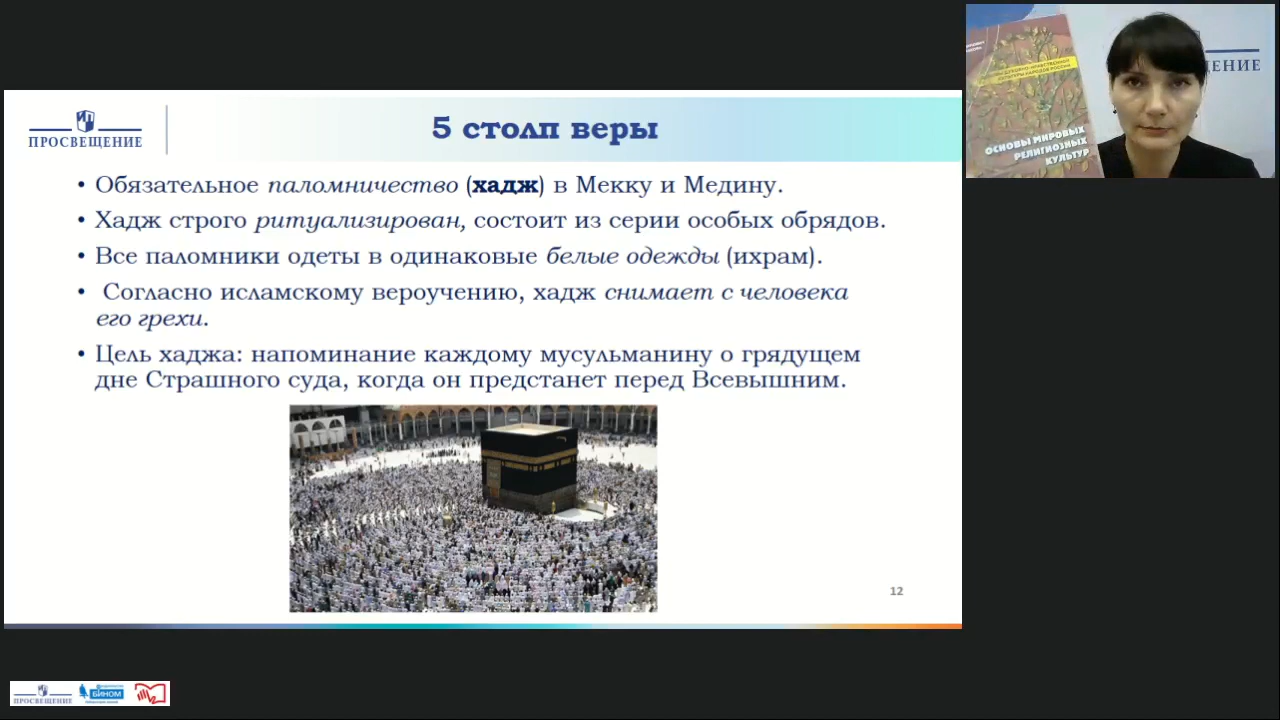 ПРОСВЕЩЕНИЕ
5 столп веры
• Обязательное паломничество (хадж) в Мекку и Медину.
• Хадж строго ритуализирован, состоит из серии особых обрядов.
• Все паломники одеты в одинаковые белые одежды (ихрам).
• Согласно исламскому вероучению, хадж снимает с человека
его грехи.
• Цель хаджа: напоминание каждому мусульманину о грядущем
дне Страшного суда, когда он предстанет перед Всевышним.
12
ОСНОВЫ МИРОВЫХ
РЕЛИГИОЗНЫХ
КУЛЬТУР
ЩЕНИЕ
ПРОСВЕЩЕНИЕ
БИНОМ